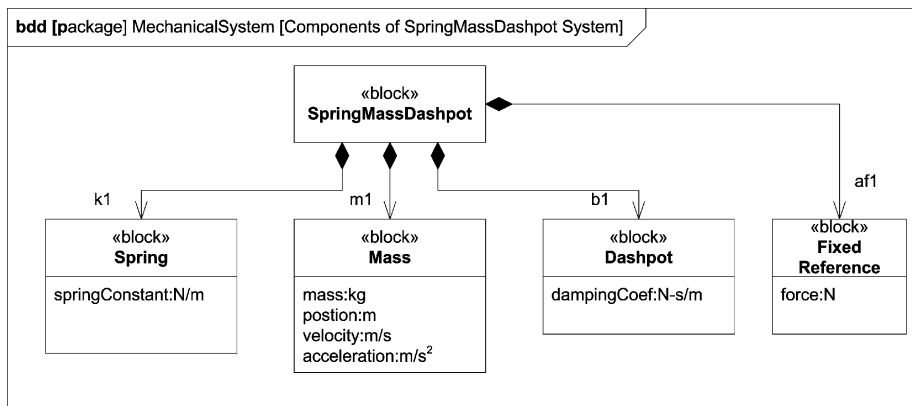 bdd [package] MechanicalSystem [Components of SpringMassDashpot System]
«block»
SpringMassDashpot
k1
m1
b1
af1
«block»
Spring
springConstant:N/m
«block»
Mass
mass:kg
postion:m
velocity:m/s
acceleration:m/s²
«block»
Dashpot
dampingCoef:N-s/m
«block»
Fixed
Reference
force:N